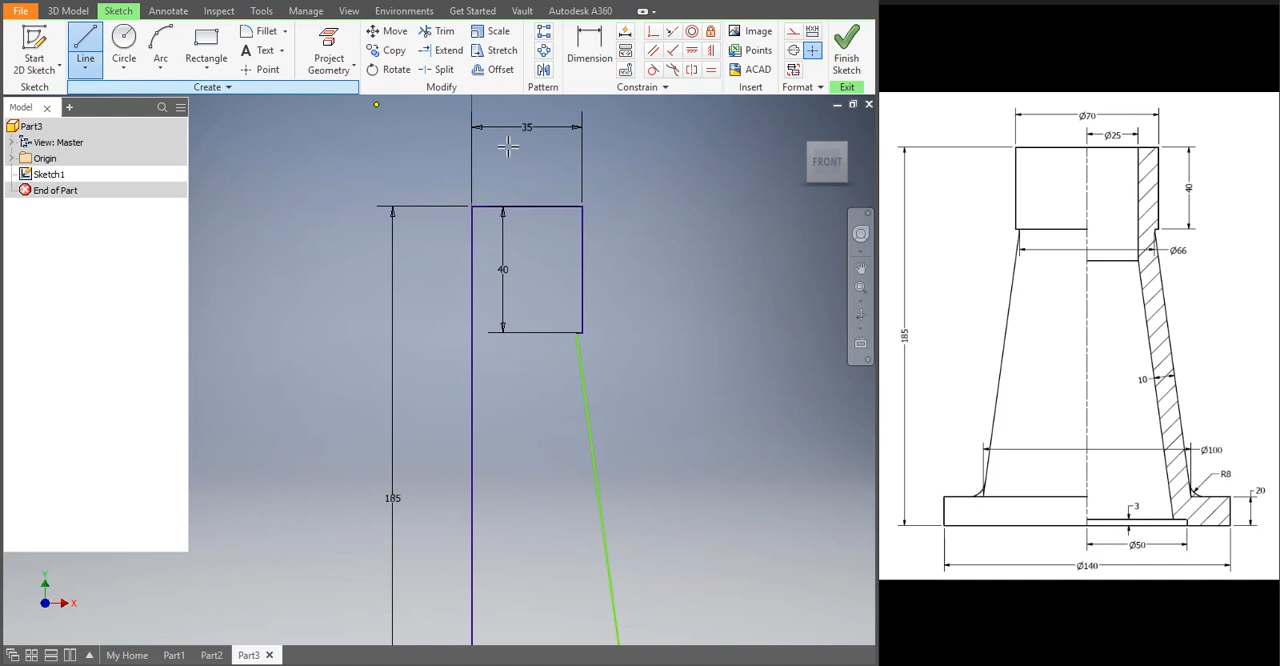 File 3D Model Sketch Annotate Inspect Tools Manage View Environments Get Started Vault Autodesk A360
Start 2D Sketch Line Circle Arc Rectangle Fillet Text Point Project Geometry Move Copy Rotate Trim Extend Split Scale Stretch Offset Dimension Image Points ACAD Finish Sketch
Sketch Create Modify Pattern Constrain Insert Format Exit
Model
Part3
View: Master
Origin
Sketch1
End of Part
35
FRONT
40
185
Y
X
My Home Part1 Part2 Part3
Ø70
Ø25
40
Ø66
185
10
Ø100
R8
20
3
Ø50
Ø140